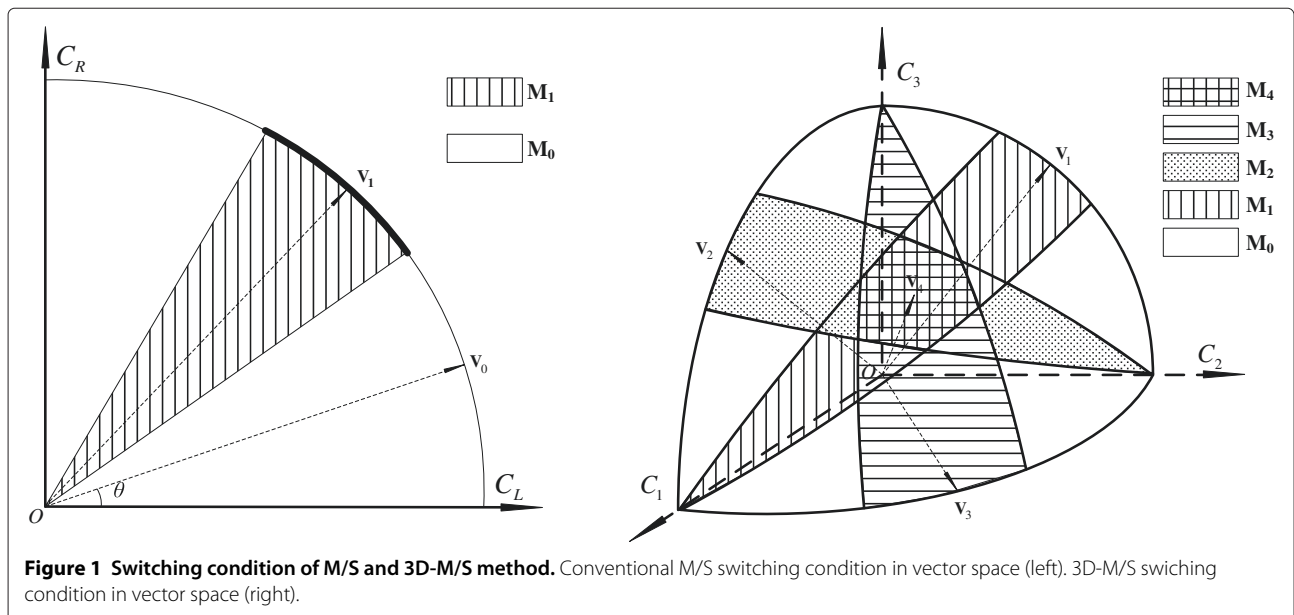 C_R
M₁
M₀
v₁
v₀
θ
C_L
O
C₃
M₄
M₃
M₂
M₁
M₀
v₁
v₂
v₄
O
C₂
C₁
v₃
Figure 1 Switching condition of M/S and 3D-M/S method. Conventional M/S switching condition in vector space (left). 3D-M/S swiching
condition in vector space (right).